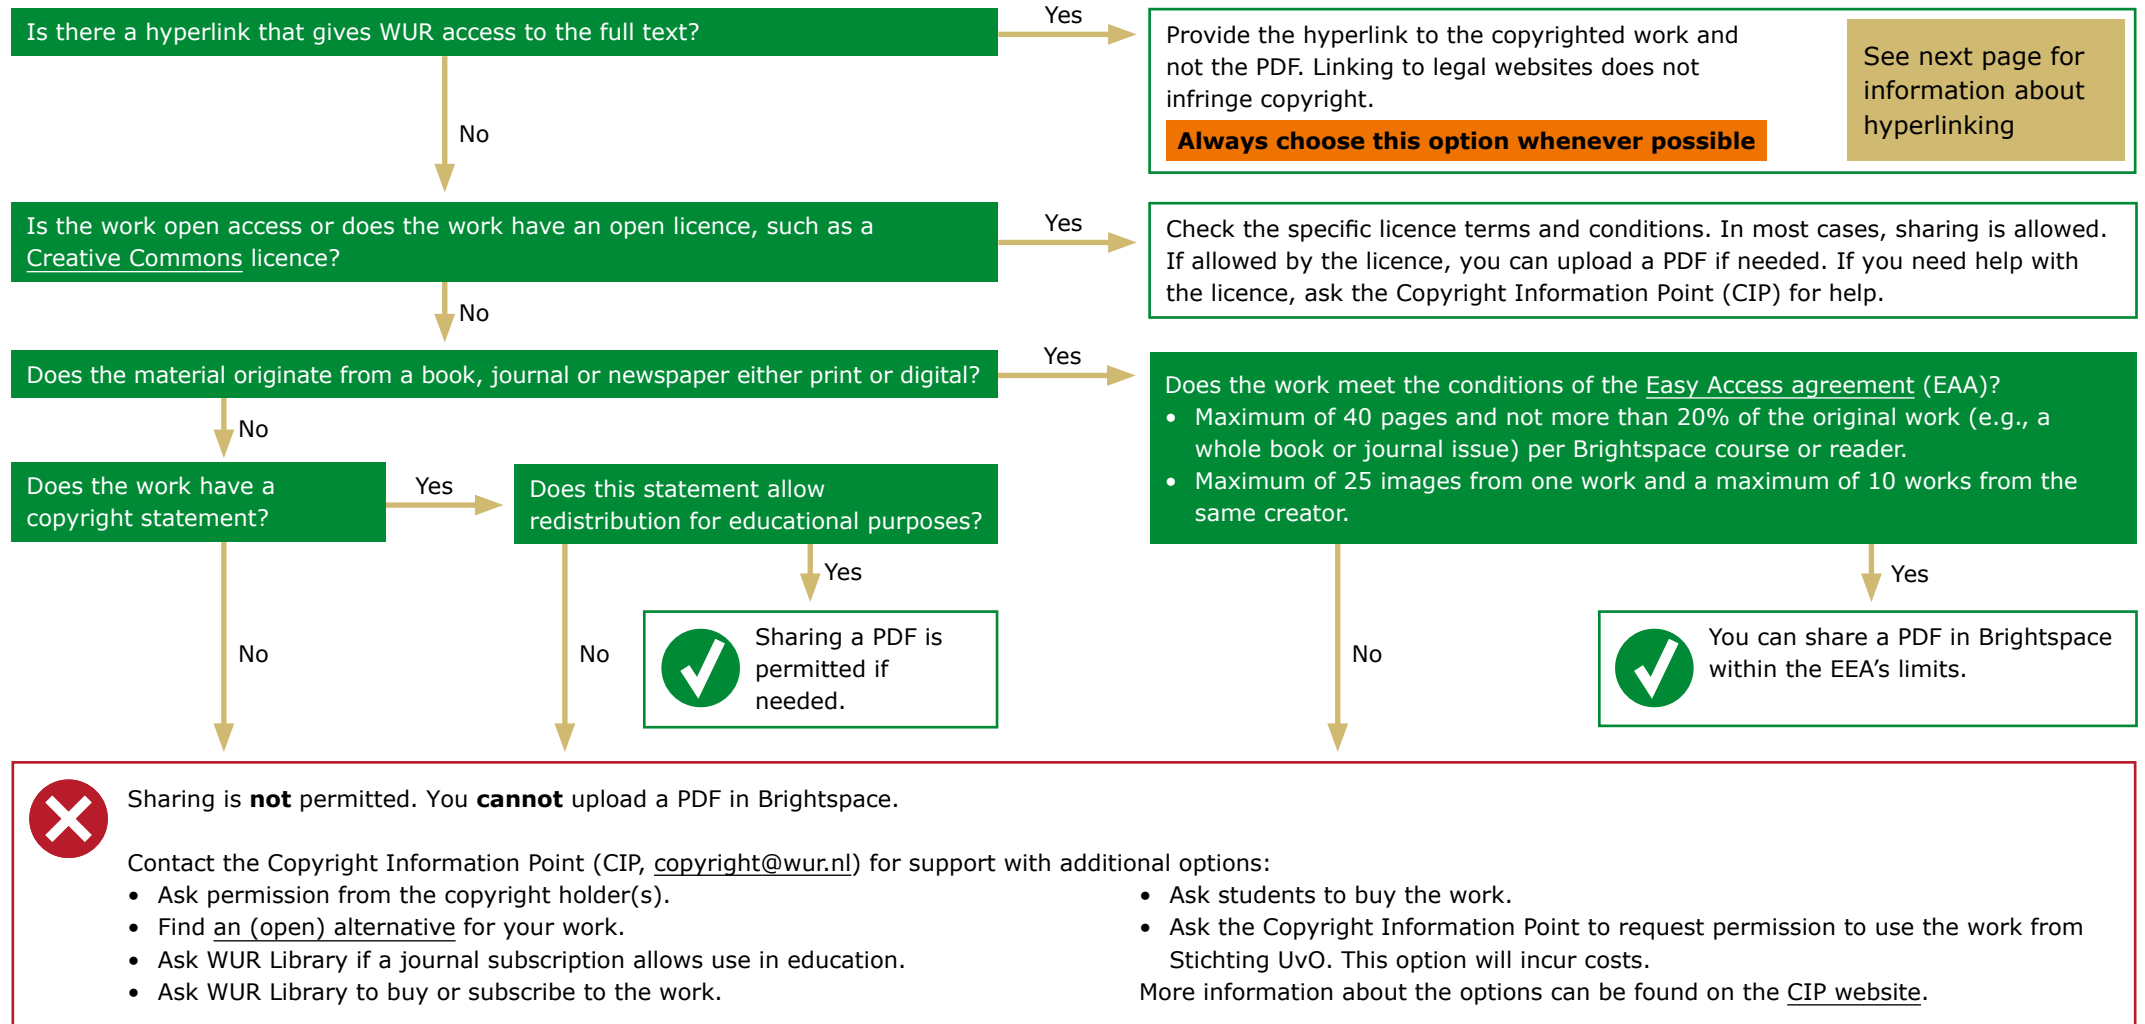 Is there a hyperlink that gives WUR access to the full text?
Yes
Provide the hyperlink to the copyrighted work and
not the PDF. Linking to legal websites does not
infringe copyright.
Always choose this option whenever possible
See next page for
information about
hyperlinking
No
Is the work open access or does the work have an open licence, such as a
Creative Commons licence?
Yes
Check the specific licence terms and conditions. In most cases, sharing is allowed.
If allowed by the licence, you can upload a PDF if needed. If you need help with
the licence, ask the Copyright Information Point (CIP) for help.
No
Does the material originate from a book, journal or newspaper either print or digital?
Yes
Does the work meet the conditions of the Easy Access agreement (EAA)?
• Maximum of 40 pages and not more than 20% of the original work (e.g., a
whole book or journal issue) per Brightspace course or reader.
• Maximum of 25 images from one work and a maximum of 10 works from the
same creator.
No
Does the work have a
copyright statement?
Yes
Does this statement allow
redistribution for educational purposes?
Yes
Sharing a PDF is
permitted if
needed.
Yes
You can share a PDF in Brightspace
within the EEA’s limits.
No
No
No
Sharing is not permitted. You cannot upload a PDF in Brightspace.
Contact the Copyright Information Point (CIP, copyright@wur.nl) for support with additional options:
• Ask permission from the copyright holder(s).
• Find an (open) alternative for your work.
• Ask WUR Library if a journal subscription allows use in education.
• Ask WUR Library to buy or subscribe to the work.
• Ask students to buy the work.
• Ask the Copyright Information Point to request permission to use the work from
Stichting UvO. This option will incur costs.
More information about the options can be found on the CIP website.